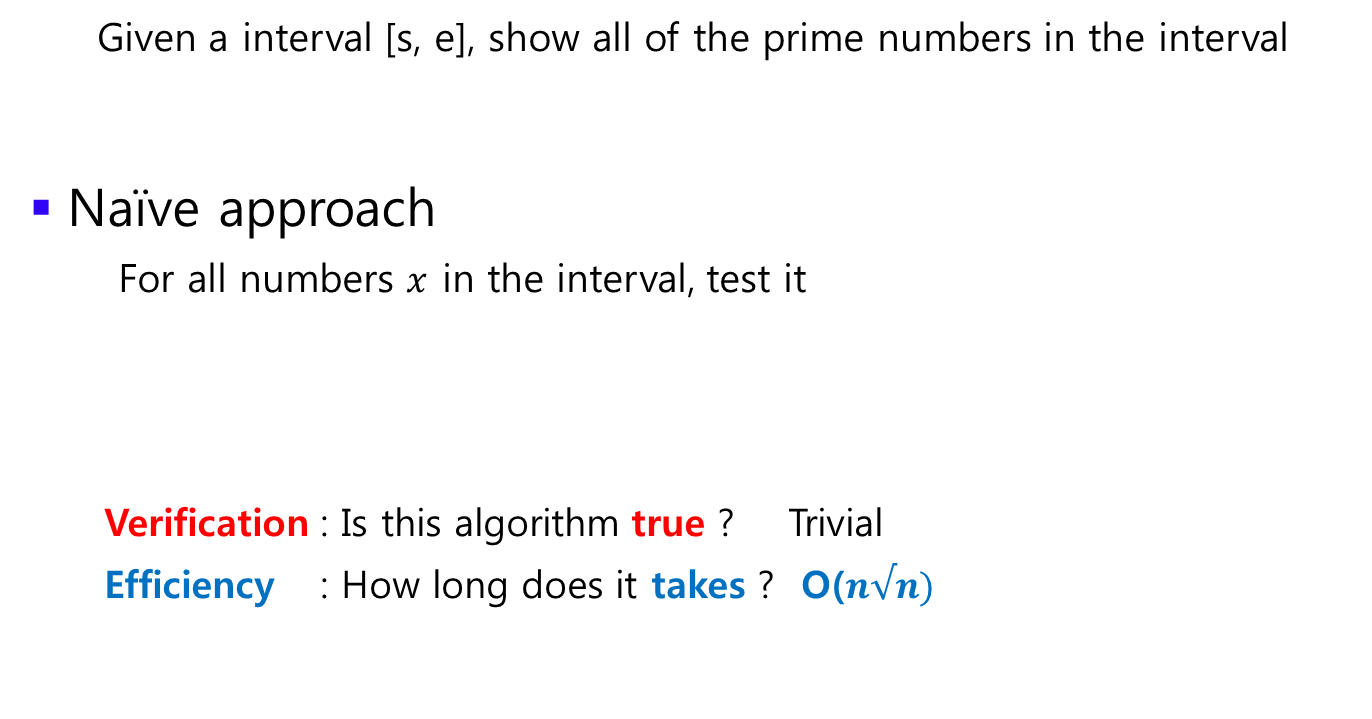 Given a interval [s, e], show all of the prime numbers in the interval
▪ Naïve approach
For all numbers 𝑥 in the interval, test it
Verification : Is this algorithm true ? Trivial
Efficiency : How long does it takes ? O(𝒏√𝒏)